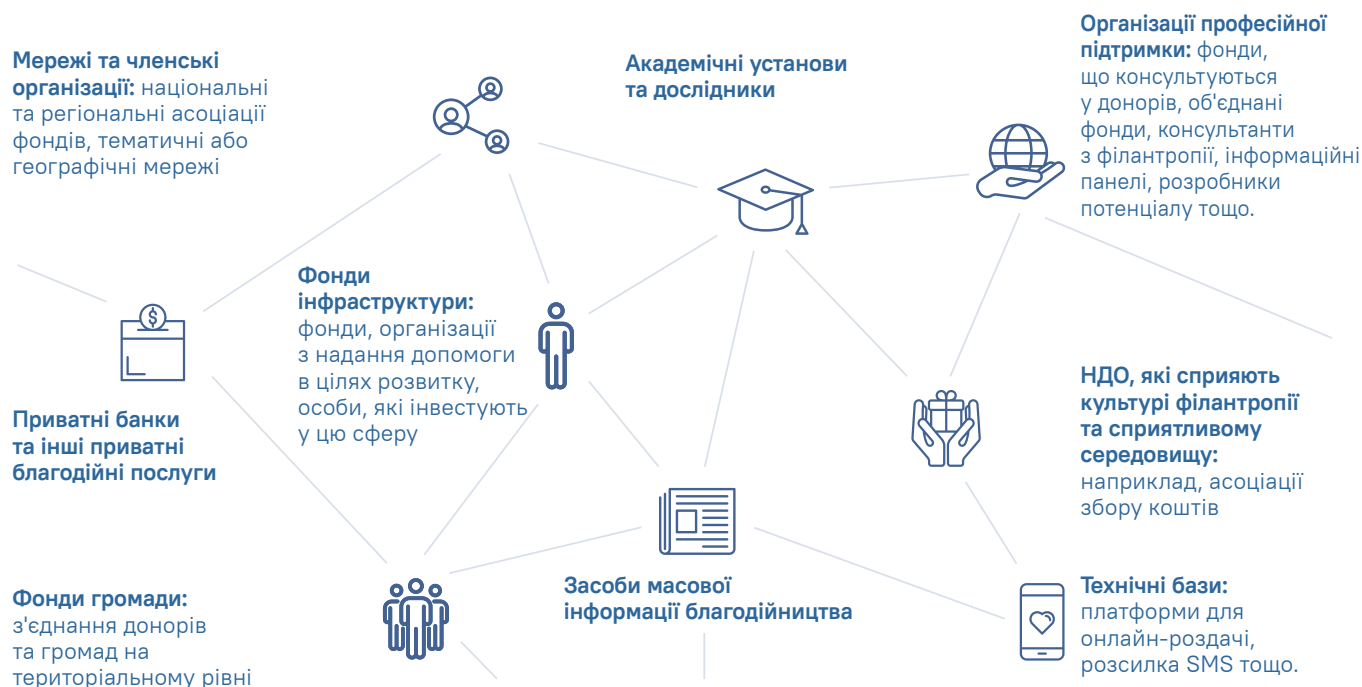 Мережі та членські
організації: національні
та регіональні асоціації
фондів, тематичні або
географічні мережі
Академічні установи
та дослідники
Організації професійної
підтримки: фонди,
що консультуються
у донорів, об'єднані
фонди, консультанти
з філантропії, інформаційні
панелі, розробники
потенціалу тощо.
Фонди
інфраструктури:
фонди, організації
з надання допомоги
в цілях розвитку,
особи, які інвестують
у цю сферу
$
Приватні банки
та інші приватні
благодійні послуги
НДО, які сприяють
культурі філантропії
та сприятливому
середовищу:
наприклад, асоціації
збору коштів
Фонди громади:
з'єднання донорів
та громад на
територіальному рівні
Засоби масової
інформації благодійництва
Технічні бази:
платформи для
онлайн-роздачі,
розсилка SMS тощо.